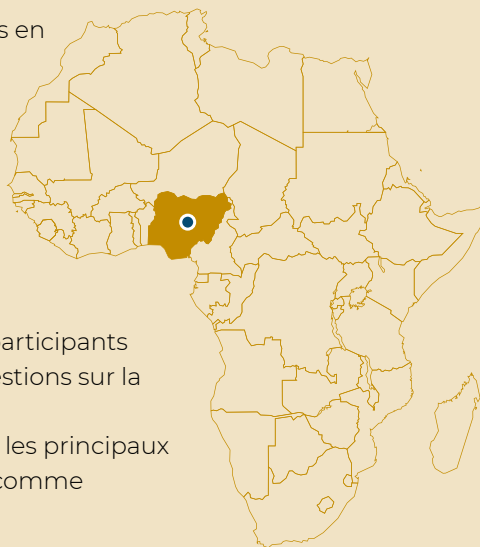 s en
articipants
estions sur la
les principaux
comme